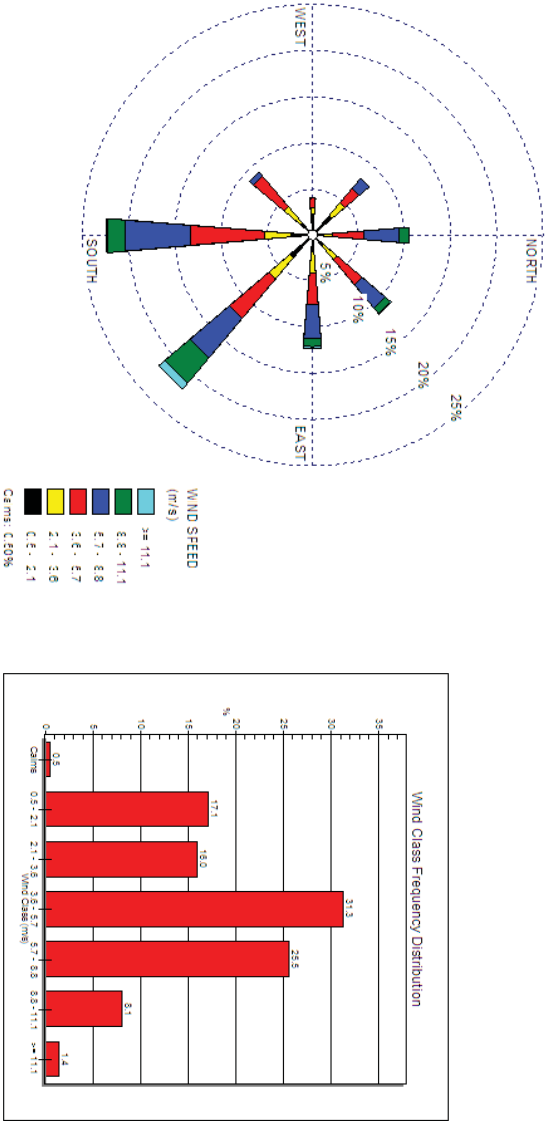 NORTH
WEST
EAST
SOUTH
5%
10%
15%
20%
25%
WIND SPEED
(m/s)
>= 11.1
8.8 - 11.1
5.7 - 8.8
3.6 - 5.7
2.1 - 3.6
0.5 - 2.1
Calms: 0.50%
Wind Class Frequency Distribution
%
35
30
25
20
15
10
5
0
0.5
17.1
16.0
31.3
25.5
8.1
1.4
Calms
0.5 - 2.1
2.1 - 3.6
3.6 - 5.7
5.7 - 8.8
8.8 - 11.1
>= 11.1
Wind Class (m/s)